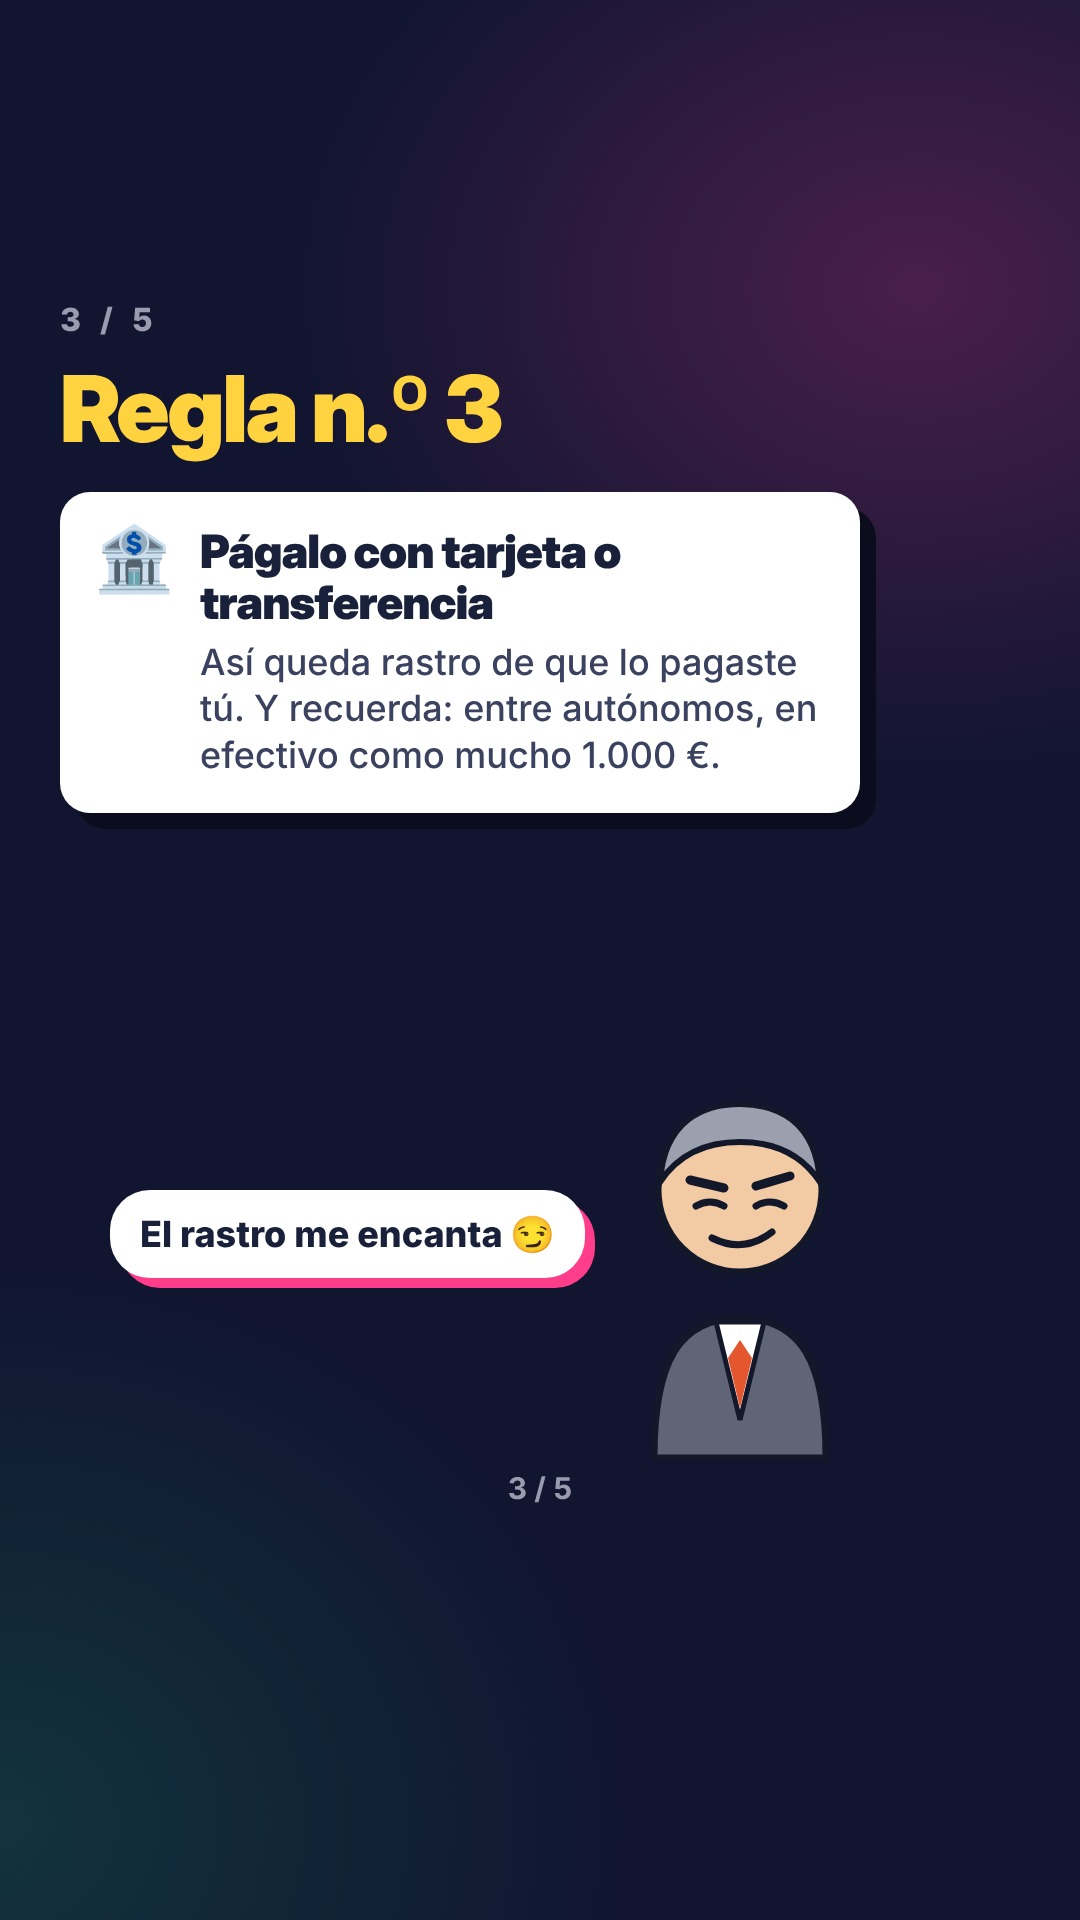 3 / 5
Regla n.º 3
Págalo con tarjeta o
transferencia
Así queda rastro de que lo pagaste
tú. Y recuerda: entre autónomos, en
efectivo como mucho 1.000 €.
El rastro me encanta 😏
3 / 5